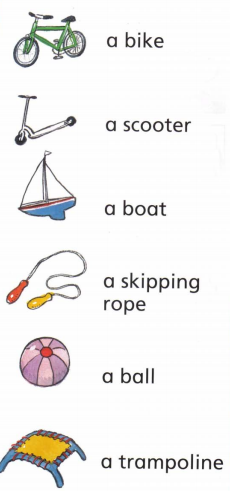 a bike
a scooter
a boat
a skipping
rope
a ball
a trampoline